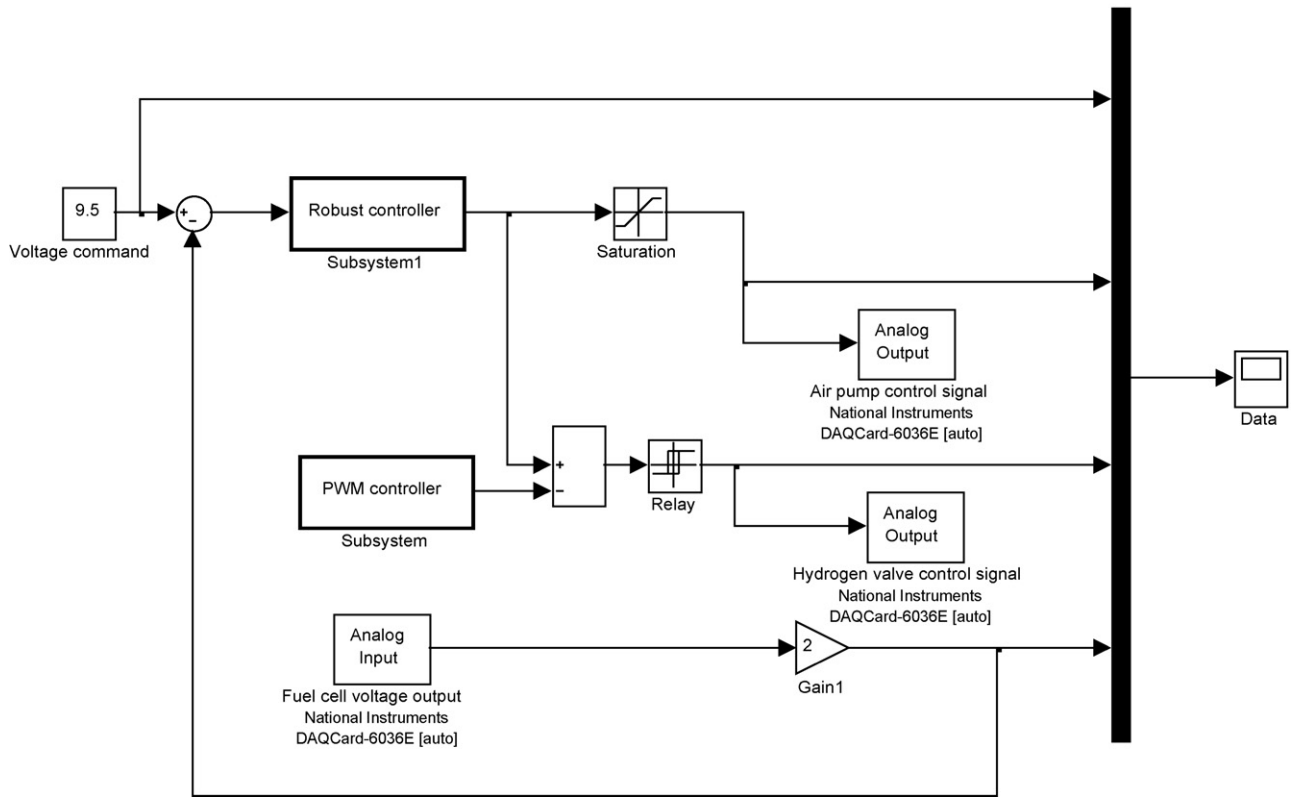 9.5
Voltage command
+
−
Robust controller
Subsystem1
Saturation
Analog
Output
Air pump control signal
National Instruments
DAQCard-6036E [auto]
Data
PWM controller
Subsystem
+
−
Relay
Analog
Output
Hydrogen valve control signal
National Instruments
DAQCard-6036E [auto]
Analog
Input
Fuel cell voltage output
National Instruments
DAQCard-6036E [auto]
2
Gain1